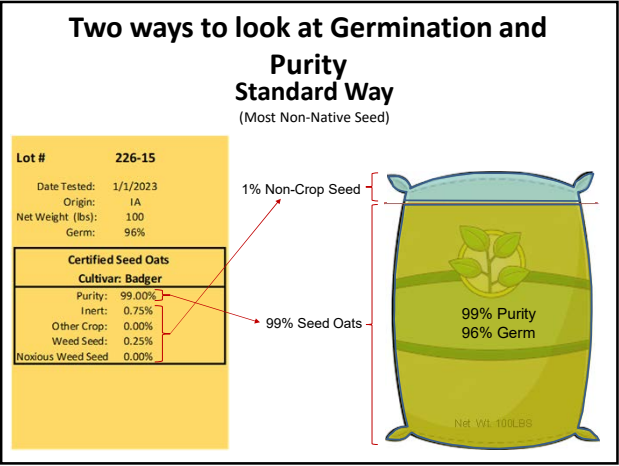 Two ways to look at Germination and
Purity
Standard Way
(Most Non-Native Seed)
Lot # 226-15
Date Tested: 1/1/2023
Origin: IA
Net Weight (lbs): 100
Germ: 96%
Certified Seed Oats
Cultivar: Badger
Purity: 99.00%
Inert: 0.75%
Other Crop: 0.00%
Weed Seed: 0.25%
Noxious Weed Seed 0.00%
1% Non-Crop Seed
99% Seed Oats
99% Purity
96% Germ
Net Wt. 100LBS